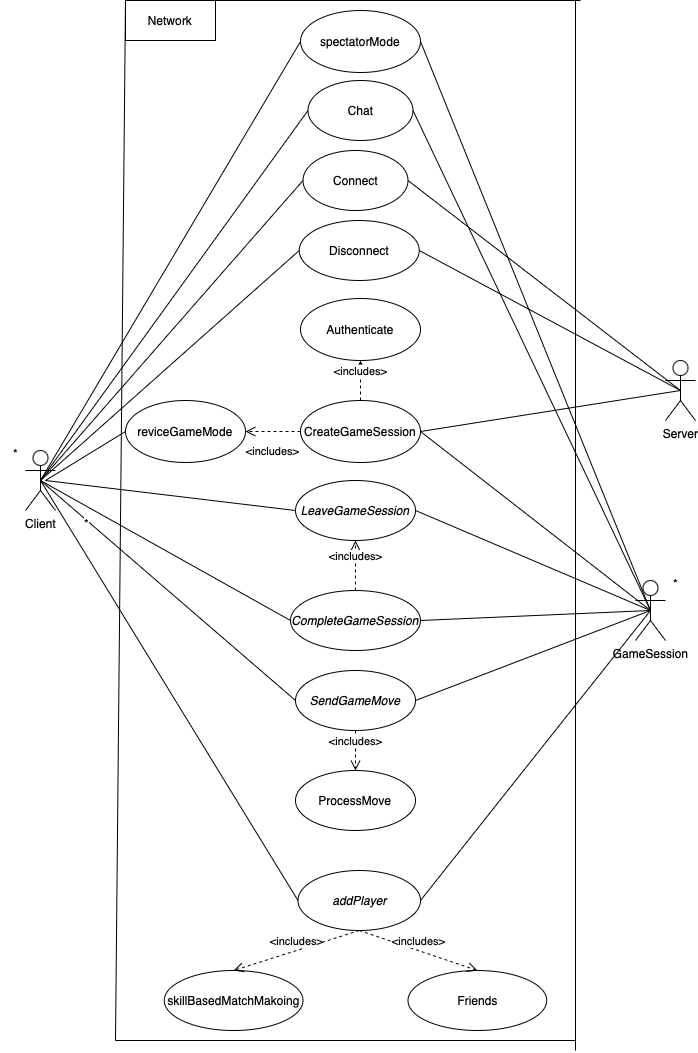 Network
spectatorMode
Chat
Connect
Disconnect
Authenticate
<includes>
reviceGameMode
CreateGameSession
<includes>
Server
*
Client
*
LeaveGameSession
<includes>
*
GameSession
CompleteGameSession
SendGameMove
<includes>
ProcessMove
addPlayer
<includes>
<includes>
skillBasedMatchMakoing
Friends